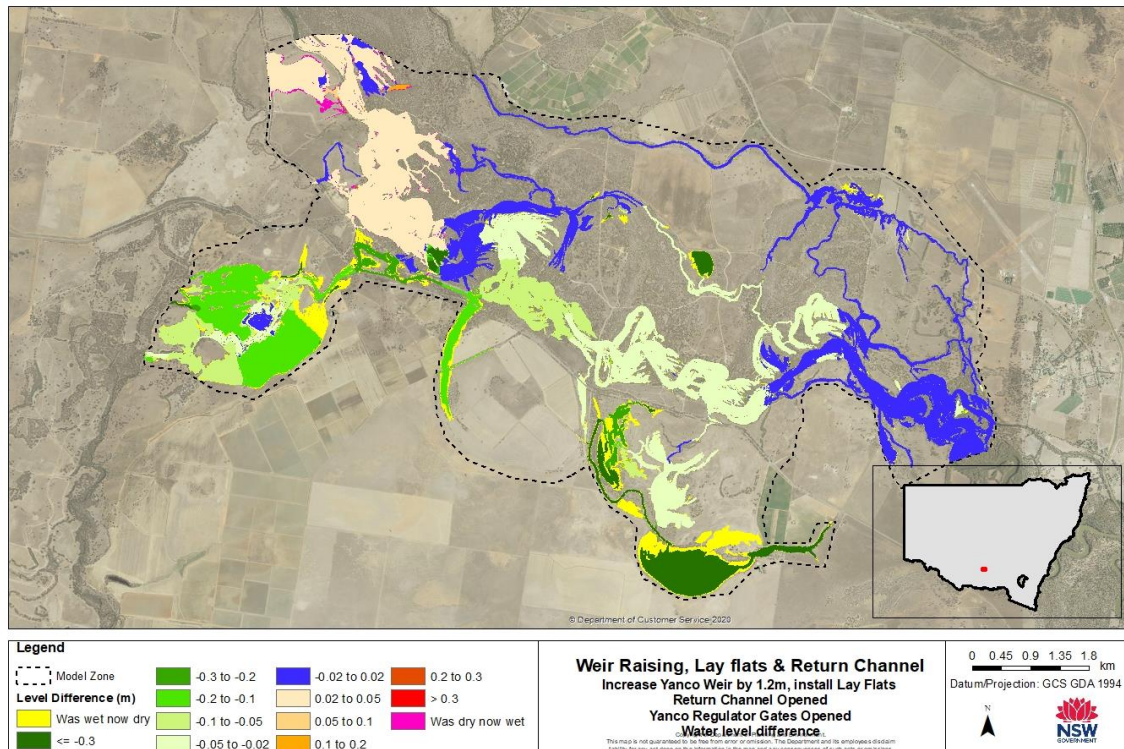 © Department of Customer Service 2020
Legend
Model Zone
Level Difference (m)
Was wet now dry
<= -0.3
-0.3 to -0.2
-0.2 to -0.1
-0.1 to -0.05
-0.05 to -0.02
-0.02 to 0.02
0.02 to 0.05
0.05 to 0.1
0.1 to 0.2
0.2 to 0.3
> 0.3
Was dry now wet
Weir Raising, Lay flats & Return Channel
Increase Yanco Weir by 1.2m, install Lay Flats
Return Channel Opened
Yanco Regulator Gates Opened
Water level difference
This map is not guaranteed to be free from error or omission. The Department and its employees disclaim
0 0.45 0.9 1.35 1.8
km
Datum/Projection: GCS GDA 1994
N
NSW
GOVERNMENT